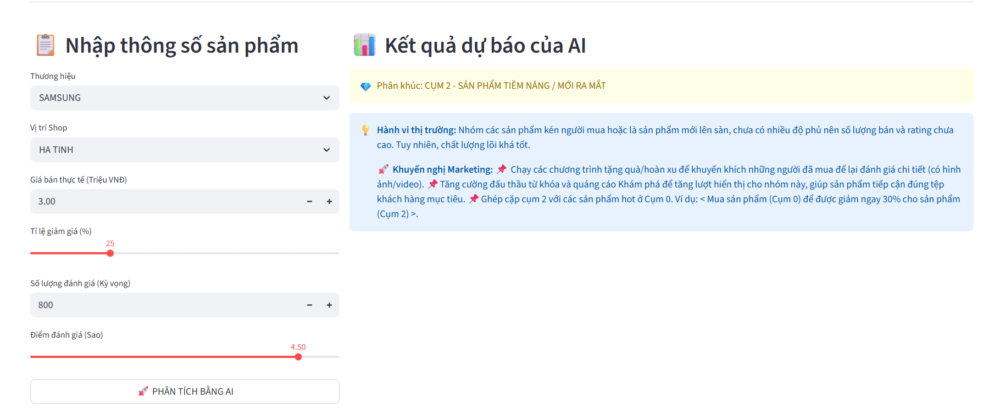 Nhập thông số sản phẩm
Thương hiệu
SAMSUNG
Vị trí Shop
HA TINH
Giá bán thực tế (Triệu VNĐ)
3.00
Tỉ lệ giảm giá (%)
25
Số lượng đánh giá (Kỳ vọng)
800
Điểm đánh giá (Sao)
4.50
PHÂN TÍCH BẰNG AI
Kết quả dự báo của AI
Phân khúc: CỤM 2 - SẢN PHẨM TIỀM NĂNG / MỚI RA MẮT
Hành vi thị trường: Nhóm các sản phẩm kén người mua hoặc là sản phẩm mới lên sàn, chưa có nhiều độ phủ nên số lượng bán và rating chưa
cao. Tuy nhiên, chất lượng lõi khá tốt.
Khuyến nghị Marketing: Chạy các chương trình tặng quà/hoàn xu để khuyến khích những người đã mua để lại đánh giá chi tiết (có hình
ảnh/video). Tăng cường đấu thầu từ khóa và quảng cáo Khám phá để tăng lượt hiển thị cho nhóm này, giúp sản phẩm tiếp cận đúng tệp
khách hàng mục tiêu. Ghép cặp cụm 2 với các sản phẩm hot ở Cụm 0. Ví dụ: < Mua sản phẩm (Cụm 0) để được giảm ngay 30% cho sản phẩm
(Cụm 2) >.